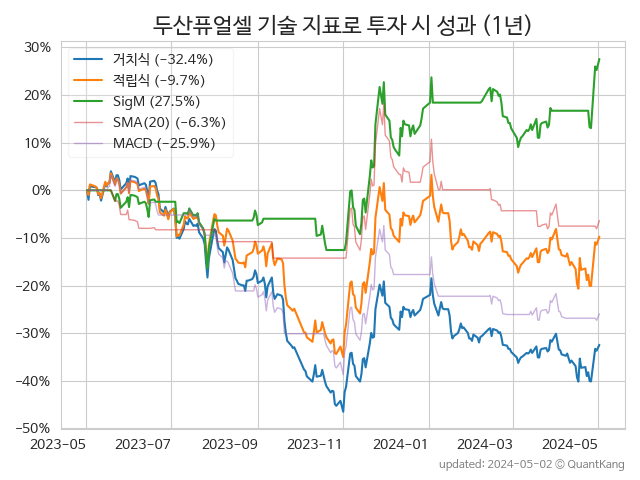 두산퓨얼셀 기술 지표로 투자 시 성과 (1년)
30%
20%
10%
0%
−10%
−20%
−30%
−40%
−50%
거치식 (−32.4%)
적립식 (−9.7%)
SigM (27.5%)
SMA(20) (−6.3%)
MACD (−25.9%)
2023-05
2023-07
2023-09
2023-11
2024-01
2024-03
2024-05
updated: 2024-05-02 © QuantKang